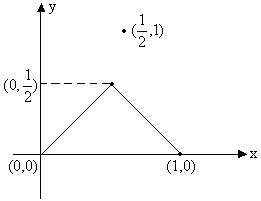 y
(1/2,1)
(0,1/2)
x
(0,0)
(1,0)